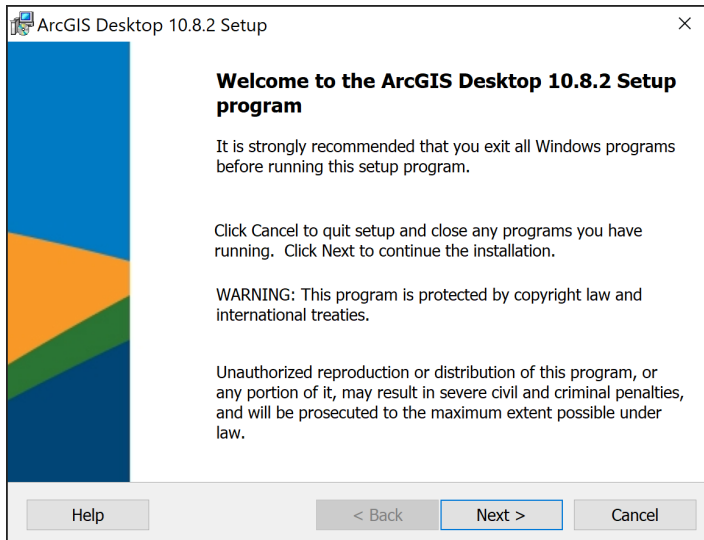 ArcGIS Desktop 10.8.2 Setup
Welcome to the ArcGIS Desktop 10.8.2 Setup
program
It is strongly recommended that you exit all Windows programs
before running this setup program.
Click Cancel to quit setup and close any programs you have
running.  Click Next to continue the installation.
WARNING: This program is protected by copyright law and
international treaties.
Unauthorized reproduction or distribution of this program, or
any portion of it, may result in severe civil and criminal penalties,
and will be prosecuted to the maximum extent possible under
law.
Help
< Back
Next >
Cancel